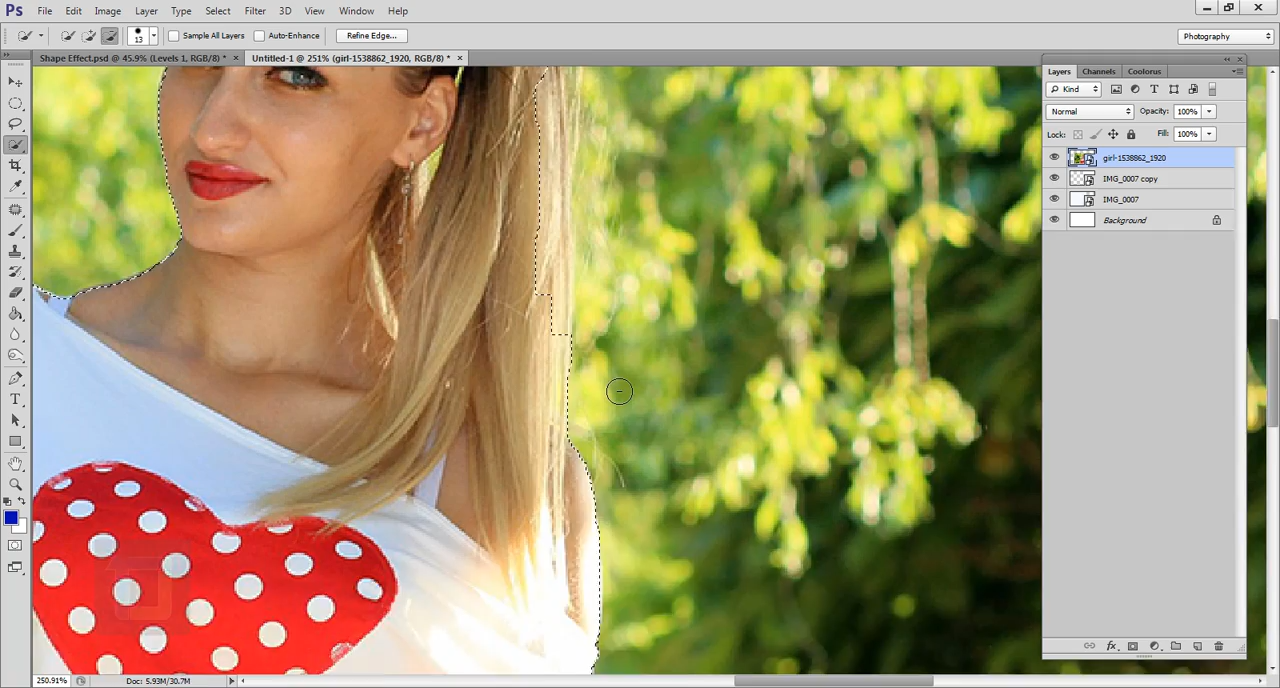 Ps File Edit Image Layer Type Select Filter 3D View Window Help
13 Sample All Layers Auto-Enhance Refine Edge... Photography
Shape Effect.psd @ 45.9% (Levels 1, RGB/8) * × Untitled-1 @ 251% (girl-1538862_1920, RGB/8) * ×
Layers Channels Coolorus
Kind
Normal Opacity: 100%
Lock: Fill: 100%
girl-1538862_1920
IMG_0007 copy
IMG_0007
Background
250.91% Doc: 5.93M/30.7M